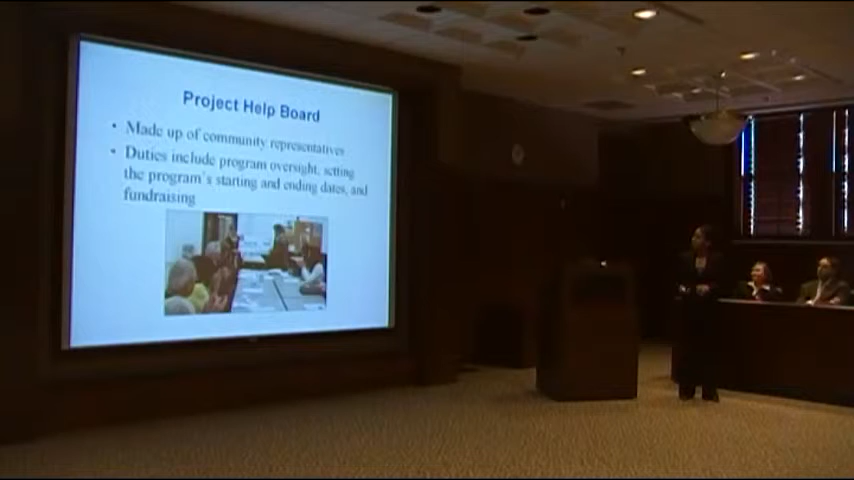 Project Help Board
• Made up of community representatives
• Duties include program oversight, setting
the program's starting and ending dates, and
fundraising